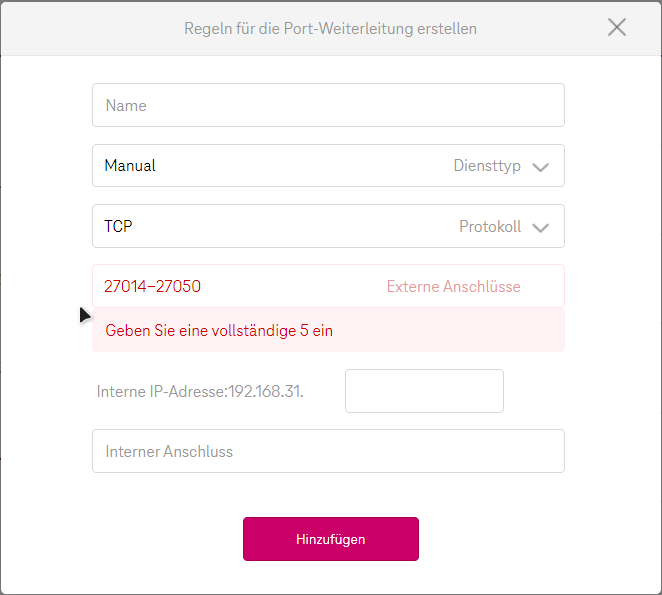 Regeln für die Port-Weiterleitung erstellen
Name
Manual Diensttyp
TCP Protokoll
27014-27050 Externe Anschlüsse
Geben Sie eine vollständige 5 ein
Interne IP-Adresse:192.168.31.
Interner Anschluss
Hinzufügen